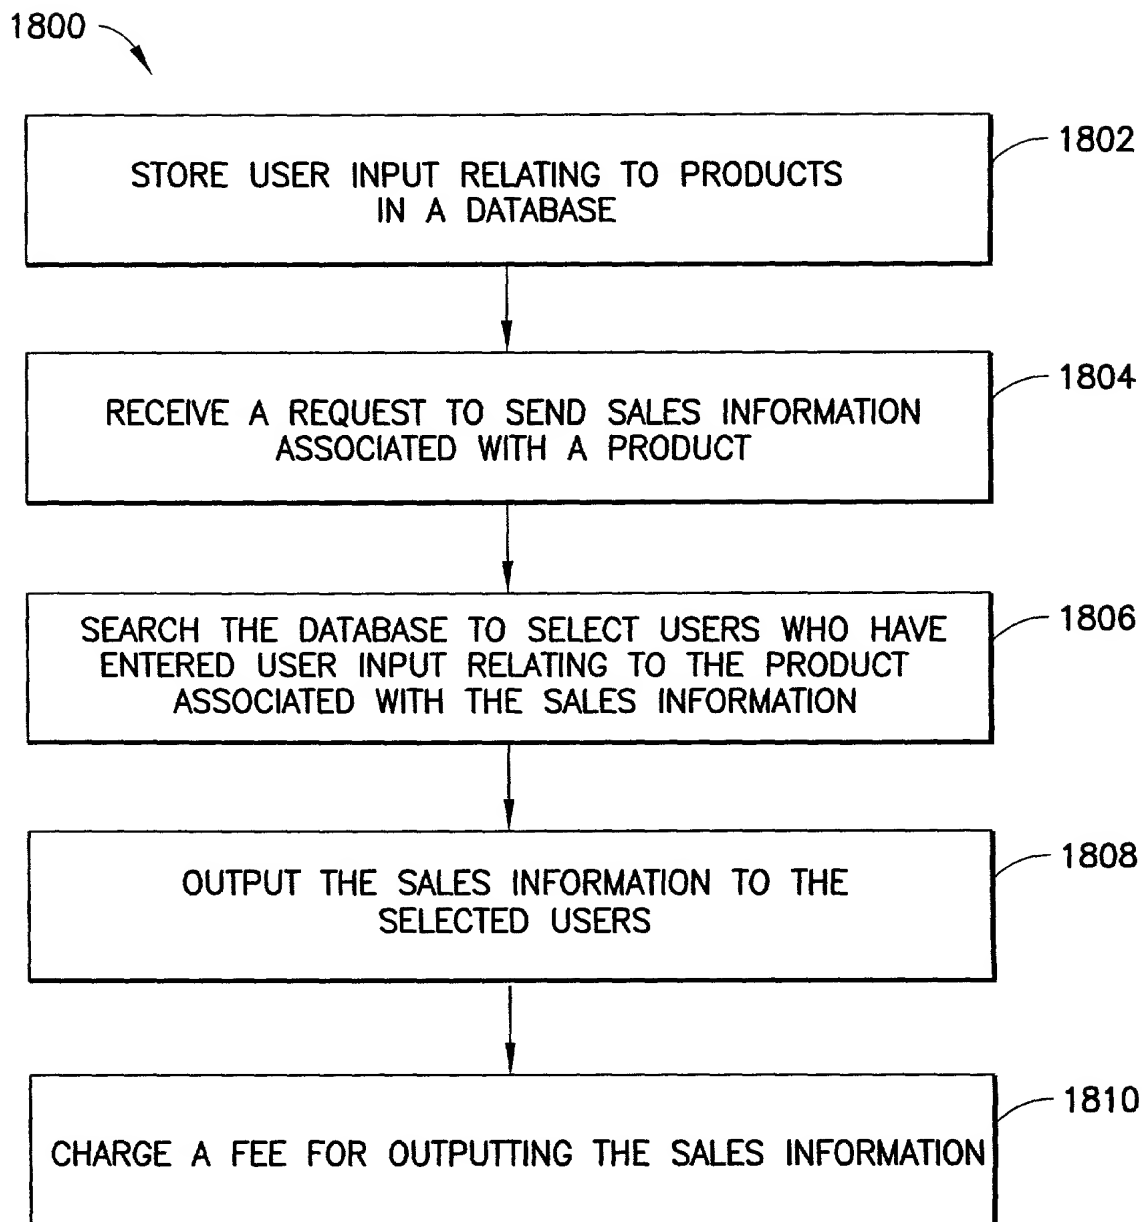 1800
STORE USER INPUT RELATING TO PRODUCTS
IN A DATABASE
1802
RECEIVE A REQUEST TO SEND SALES INFORMATION
ASSOCIATED WITH A PRODUCT
1804
SEARCH THE DATABASE TO SELECT USERS WHO HAVE
ENTERED USER INPUT RELATING TO THE PRODUCT
ASSOCIATED WITH THE SALES INFORMATION
1806
OUTPUT THE SALES INFORMATION TO THE
SELECTED USERS
1808
CHARGE A FEE FOR OUTPUTTING THE SALES INFORMATION
1810